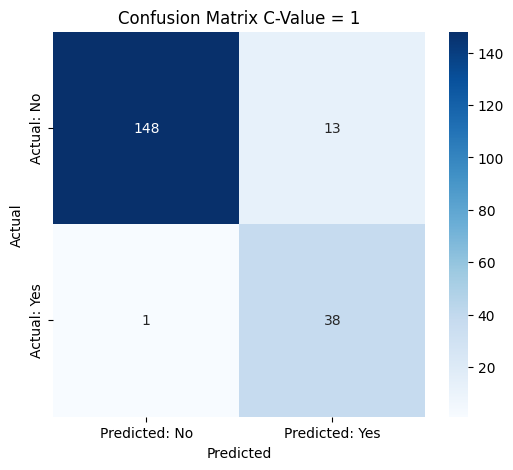 Confusion Matrix C-Value = 1
Actual
Actual: No
148
13
Actual: Yes
1
38
Predicted: No
Predicted: Yes
Predicted
140
120
100
80
60
40
20